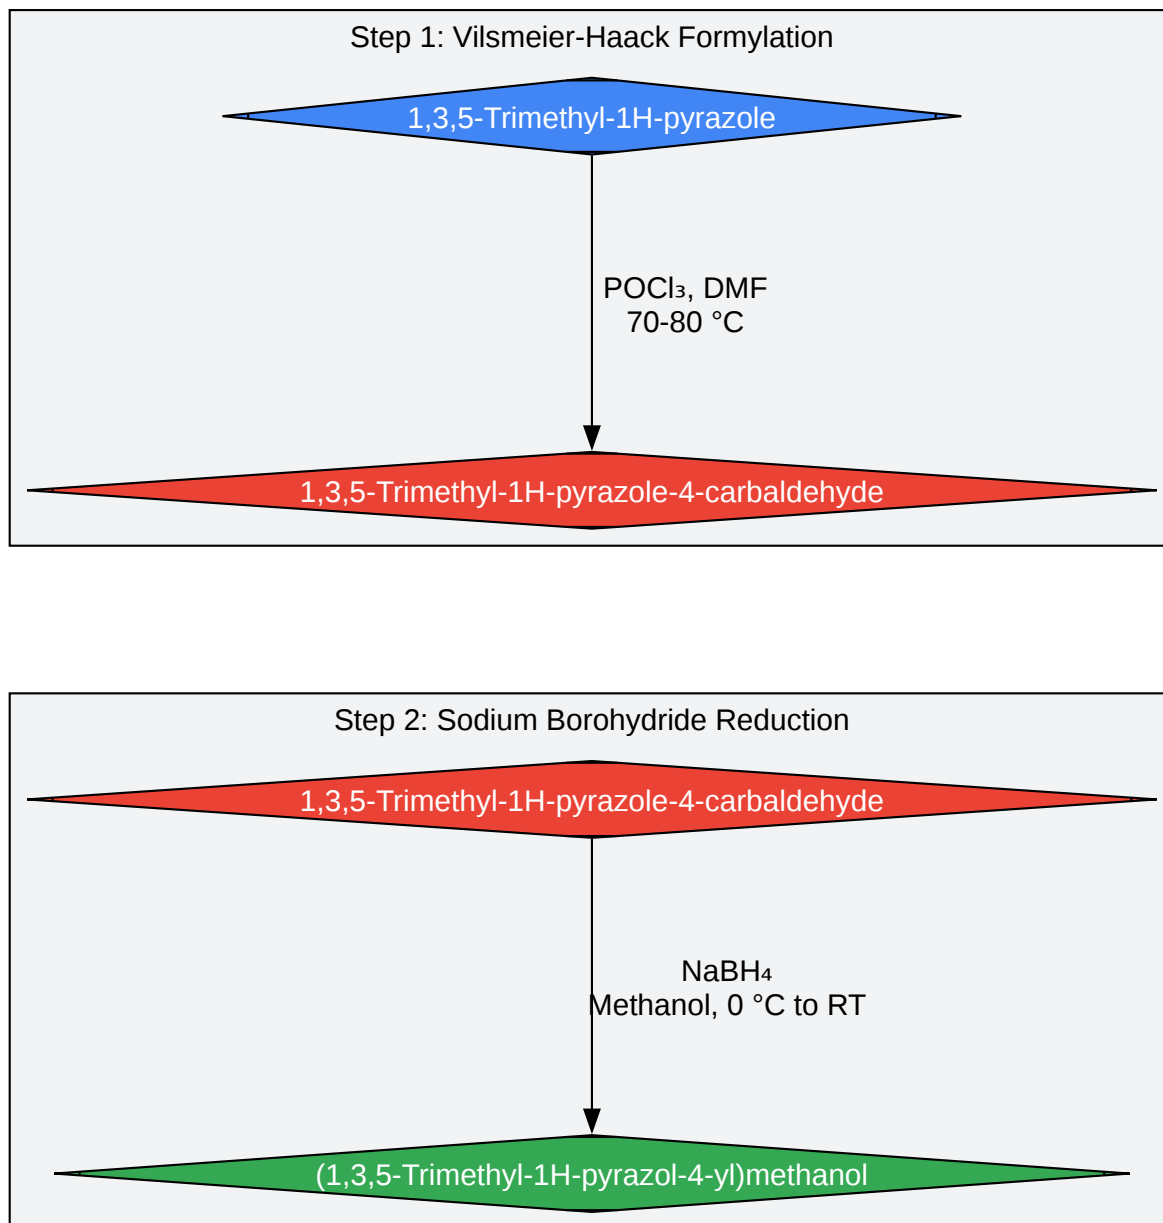 Step 1: Vilsmeier-Haack Formylation
1,3,5-Trimethyl-1H-pyrazole
POCl₃, DMF
70-80 °C
1,3,5-Trimethyl-1H-pyrazole-4-carbaldehyde
Step 2: Sodium Borohydride Reduction
1,3,5-Trimethyl-1H-pyrazole-4-carbaldehyde
NaBH₄
Methanol, 0 °C to RT
(1,3,5-Trimethyl-1H-pyrazol-4-yl)methanol